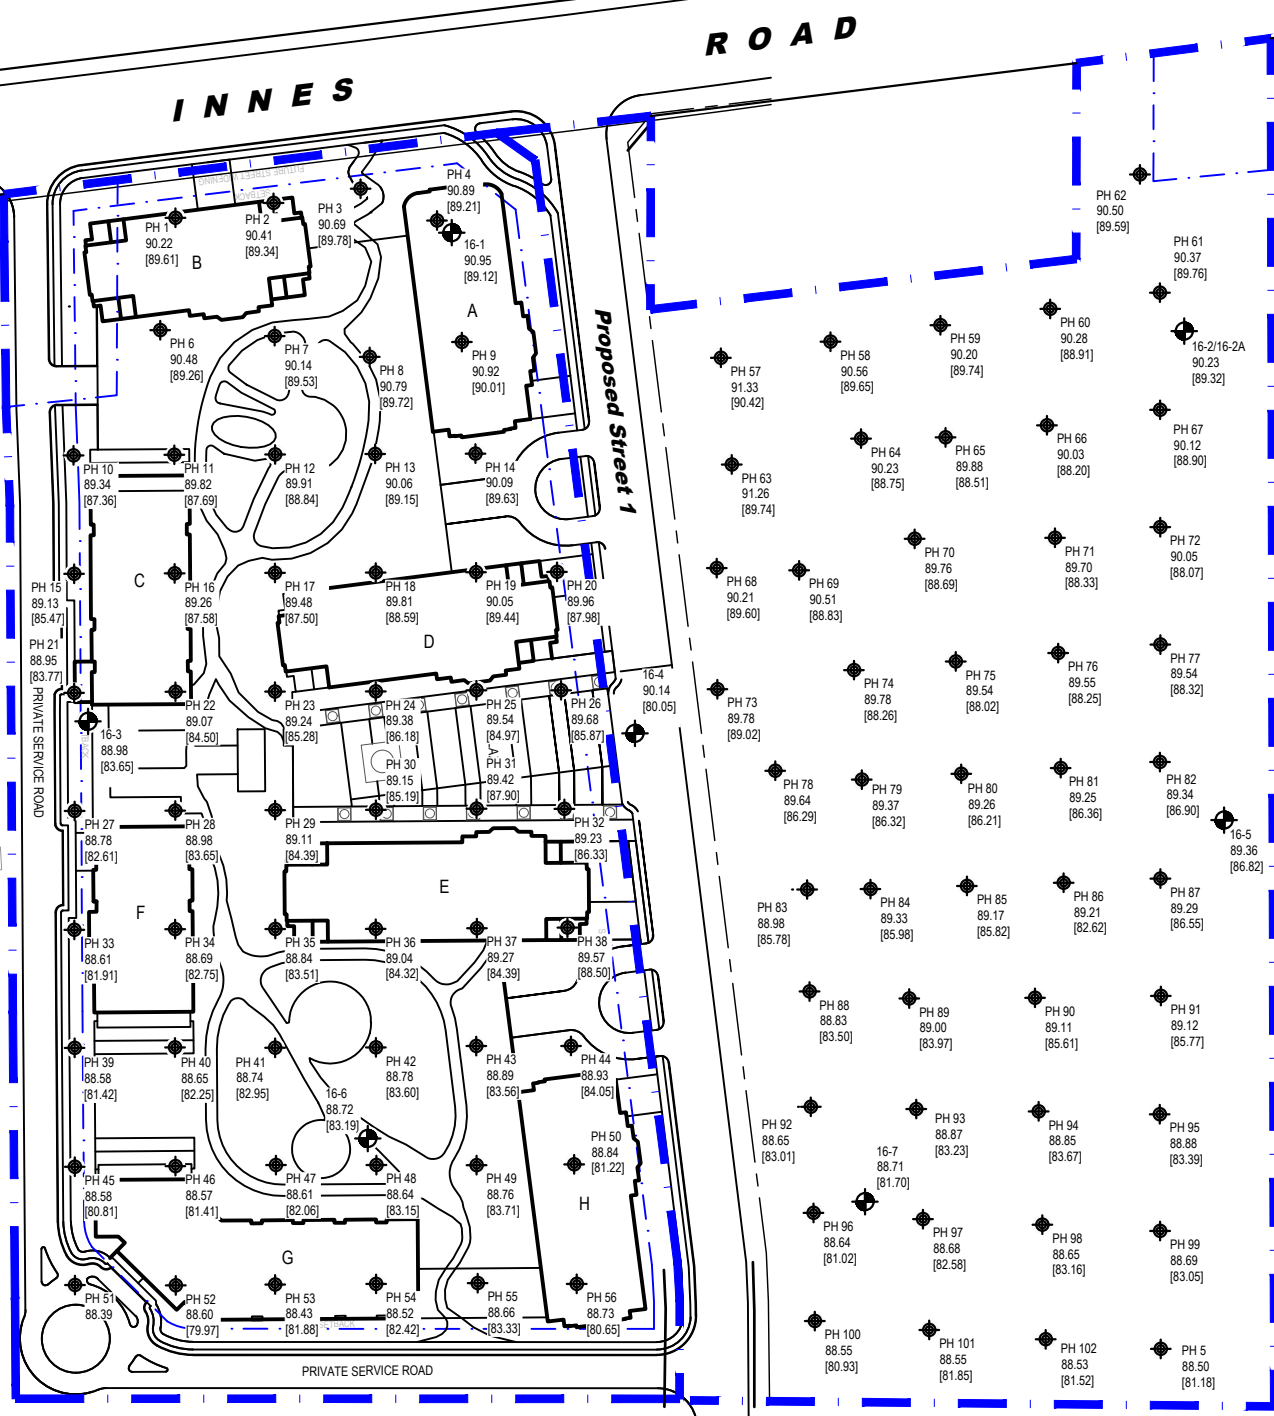 INNES ROAD
FUTURE STREET WIDENING
SETBACK
PH 1
90.22
[89.61]
PH 2
90.41
[89.34]
PH 3
90.69
[89.78]
PH 4
90.89
[89.21]
16-1
90.95
[89.12]
B
A
PH 62
90.50
[89.59]
PH 61
90.37
[89.76]
Proposed Street 1
PH 6
90.48
[89.26]
PH 7
90.14
[89.53]
PH 8
90.79
[89.72]
PH 9
90.92
[90.01]
PH 57
91.33
[90.42]
PH 58
90.56
[89.65]
PH 59
90.20
[89.74]
PH 60
90.28
[88.91]
16-2/16-2A
90.23
[89.32]
PH 10
89.34
[87.36]
PH 11
89.82
[87.69]
PH 12
89.91
[88.84]
PH 13
90.06
[89.15]
PH 14
90.09
[89.63]
PH 63
91.26
[89.74]
PH 64
90.23
[88.75]
PH 65
89.88
[88.51]
PH 66
90.03
[88.20]
PH 67
90.12
[88.90]
C
PH 15
89.13
[85.47]
PH 16
89.26
[87.58]
PH 17
89.48
[87.50]
PH 18
89.81
[88.59]
PH 19
90.05
[89.44]
PH 20
89.96
[87.98]
D
PH 68
90.21
[89.60]
PH 69
90.51
[88.83]
PH 70
89.76
[88.69]
PH 71
89.70
[88.33]
PH 72
90.05
[88.07]
PH 21
88.95
[83.77]
PH 22
89.07
[84.50]
PH 23
89.24
[85.28]
PH 24
89.38
[86.18]
PH 25
89.54
[84.97]
PH 26
89.68
[85.87]
16-4
90.14
[80.05]
PH 73
89.78
[89.02]
PH 74
89.78
[88.26]
PH 75
89.54
[88.02]
PH 76
89.55
[88.25]
PH 77
89.54
[88.32]
PRIVATE SERVICE ROAD
16-3
88.98
[83.65]
PH 30
89.15
[85.19]
PH 31
89.42
[87.90]
PH 78
89.64
[86.29]
PH 79
89.37
[86.32]
PH 80
89.26
[86.21]
PH 81
89.25
[86.36]
PH 82
89.34
[86.90]
16-5
89.36
[86.82]
PH 27
88.78
[82.61]
PH 28
88.98
[83.65]
PH 29
89.11
[84.39]
PH 32
89.23
[86.33]
F
E
PH 83
88.98
[85.78]
PH 84
89.33
[85.98]
PH 85
89.17
[85.82]
PH 86
89.21
[82.62]
PH 87
89.29
[86.55]
PH 33
88.61
[81.91]
PH 34
88.69
[82.75]
PH 35
88.84
[83.51]
PH 36
89.04
[84.32]
PH 37
89.27
[84.39]
PH 38
89.57
[88.50]
PH 88
88.83
[83.50]
PH 89
89.00
[83.97]
PH 90
89.11
[85.61]
PH 91
89.12
[85.77]
PH 39
88.58
[81.42]
PH 40
88.65
[82.25]
PH 41
88.74
[82.95]
PH 42
88.78
[83.60]
PH 43
88.89
[83.56]
PH 44
88.93
[84.05]
16-6
88.72
[83.19]
PH 92
88.65
[83.01]
PH 93
88.87
[83.23]
PH 94
88.85
[83.67]
PH 95
88.88
[83.39]
PH 45
88.58
[80.81]
PH 46
88.57
[81.41]
PH 47
88.61
[82.06]
PH 48
88.64
[83.15]
PH 49
88.76
[83.71]
PH 50
88.84
[81.22]
16-7
88.71
[81.70]
H
G
PH 96
88.64
[81.02]
PH 97
88.68
[82.58]
PH 98
88.65
[83.16]
PH 99
88.69
[83.05]
PH 51
88.39
PH 52
88.60
[79.97]
PH 53
88.43
[81.88]
PH 54
88.52
[82.42]
PH 55
88.66
[83.33]
PH 56
88.73
[80.65]
PH 100
88.55
[80.93]
PH 101
88.55
[81.85]
PH 102
88.53
[81.52]
PH 5
88.50
[81.18]
PRIVATE SERVICE ROAD